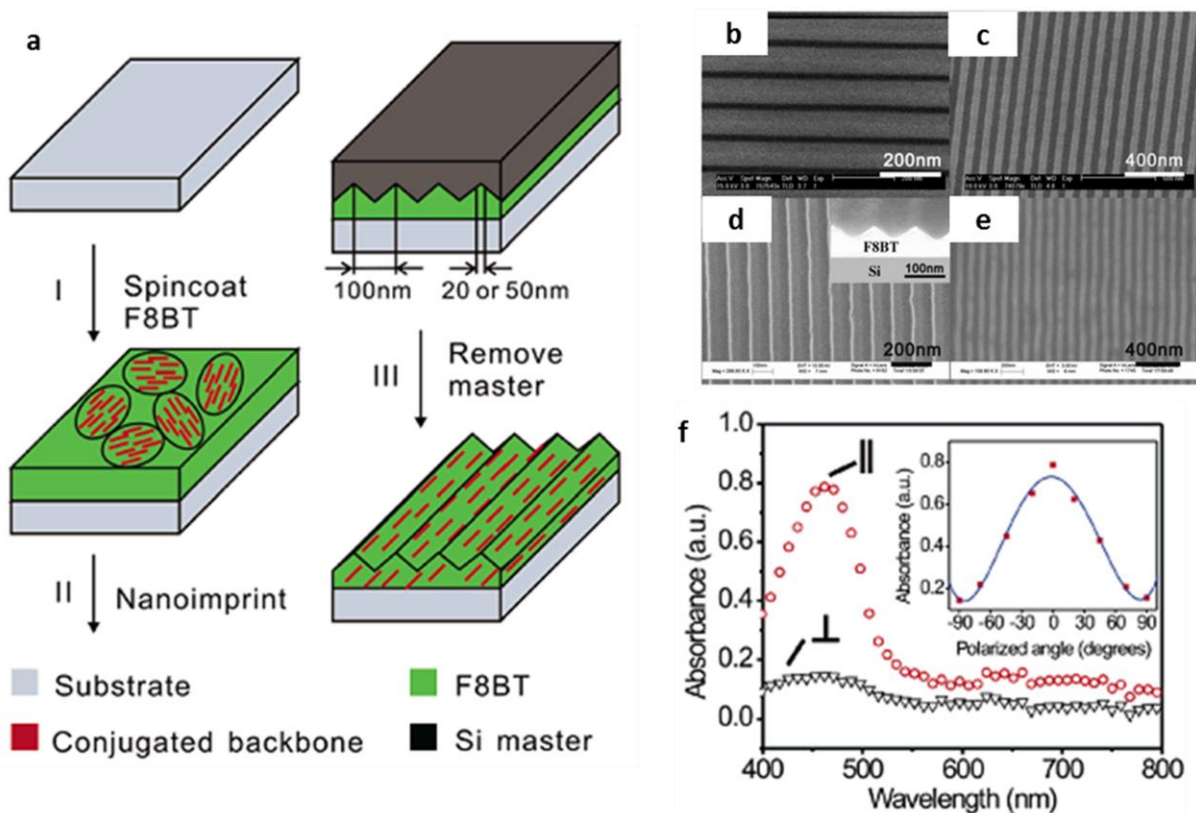 a
100nm
20 or 50nm
I
Spincoat
F8BT
III
Remove
master
II
Nanoimprint
Substrate
F8BT
Conjugated backbone
Si master
b
200nm
c
400nm
d
F8BT
Si
100nm
200nm
e
400nm
f
Absorbance (a.u.)
1.0
0.8
0.6
0.4
0.2
0.0
||
⊥
400
500
600
700
800
Wavelength (nm)
Absorbance (a.u.)
0.8
0.6
0.4
0.2
-90
-60
-30
0
30
60
90
Polarized angle (degrees)